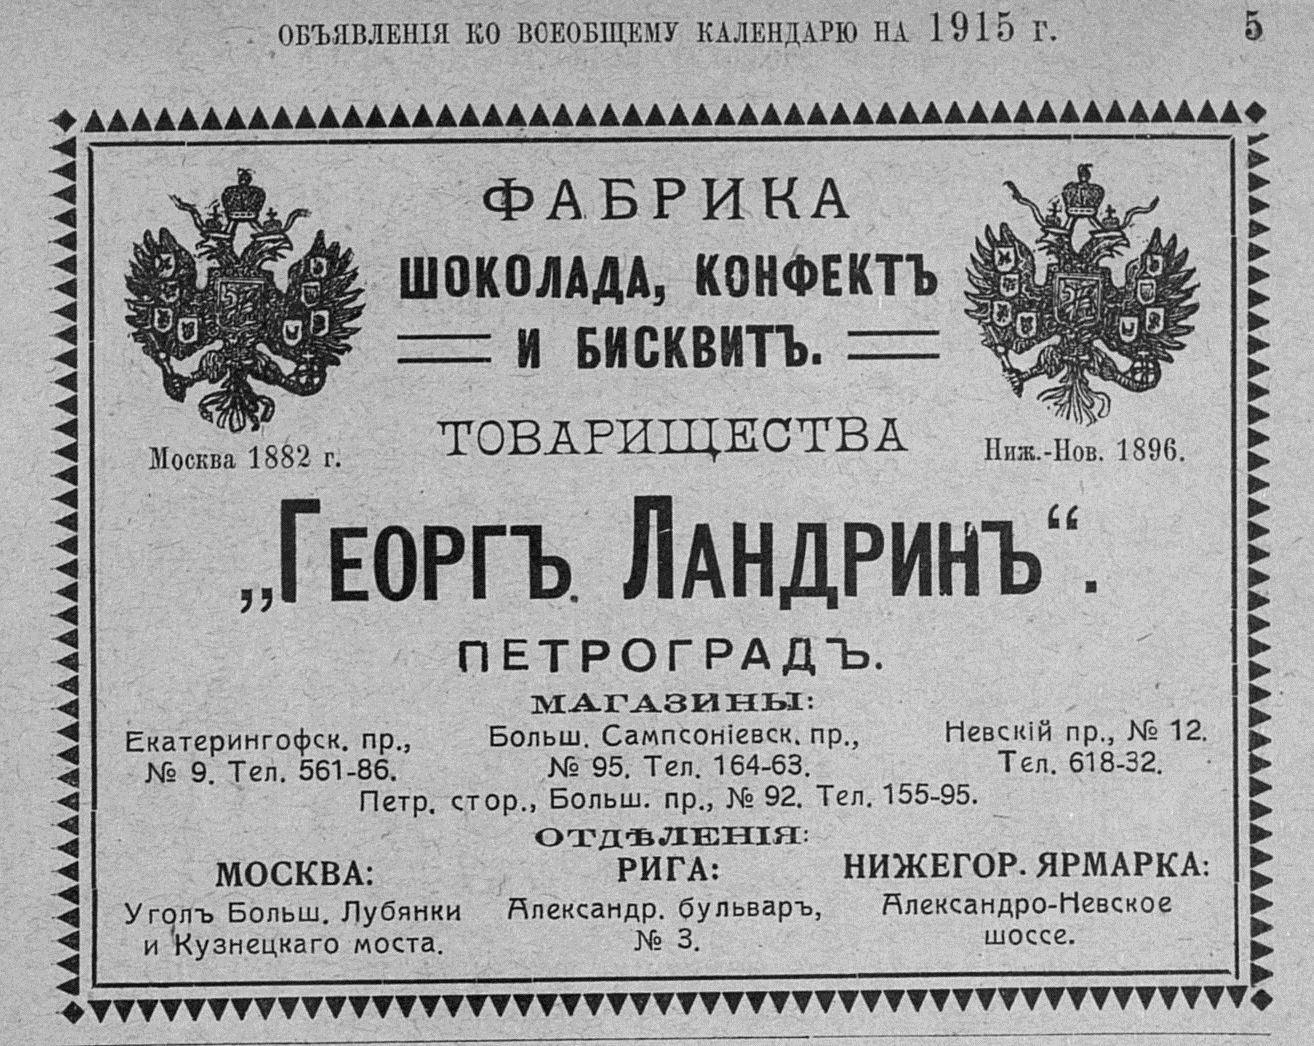 ОБЪЯВЛЕНІЯ КО ВСЕОБЩЕМУ КАЛЕНДАРЮ НА 1915 г. 5
ФАБРИКА
ШОКОЛАДА, КОНФЕКТЪ
И БИСКВИТЪ.
ТОВАРИЩЕСТВА
Москва 1882 г.
Ниж.-Нов. 1896.
„ГЕОРГЪ. ЛАНДРИНЪ“.
ПЕТРОГРАДЪ.
МАГАЗИНЫ:
Екатерингофск. пр.,
№ 9. Тел. 561-86.
Больш. Сампсоніевск. пр.,
№ 95. Тел. 164-63.
Невскій пр., № 12.
Тел. 618-32.
Петр. стор., Больш. пр., № 92. Тел. 155-95.
ОТДѢЛЕНІЯ:
МОСКВА:
Уголъ Больш. Лубянки
и Кузнецкаго моста.
РИГА:
Александр. бульваръ,
№ 3.
НИЖЕГОР. ЯРМАРКА:
Александро-Невское
шоссе.